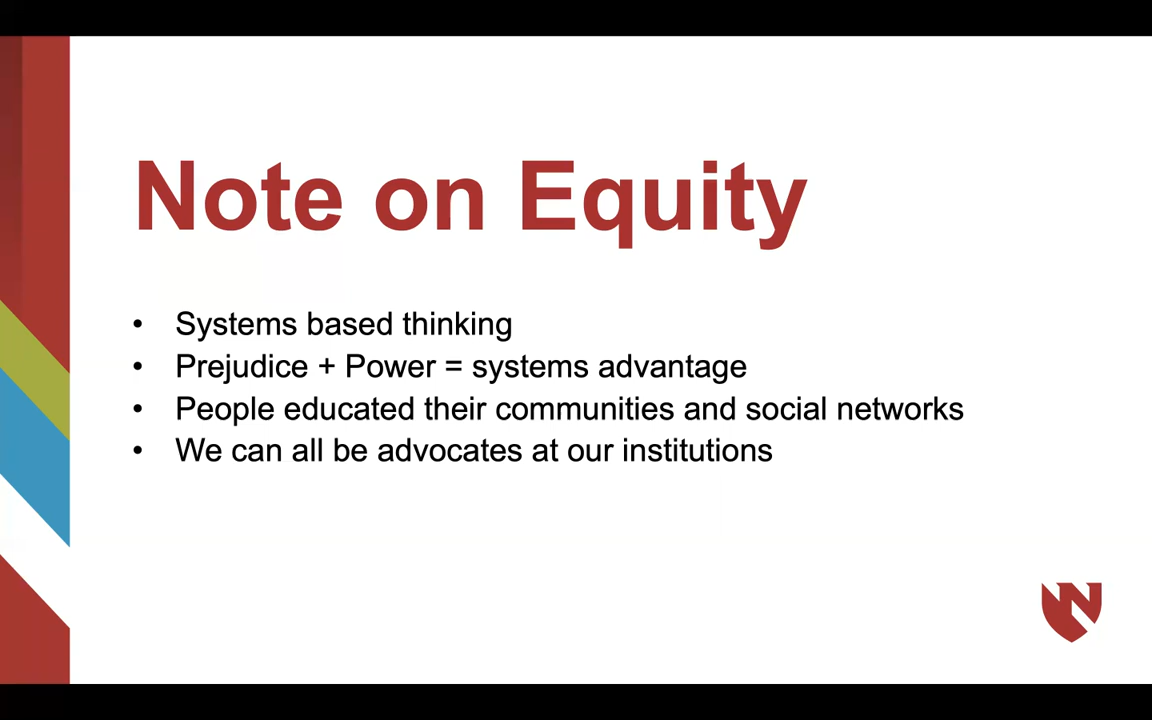 Note on Equity
• Systems based thinking
• Prejudice + Power = systems advantage
• People educated their communities and social networks
• We can all be advocates at our institutions